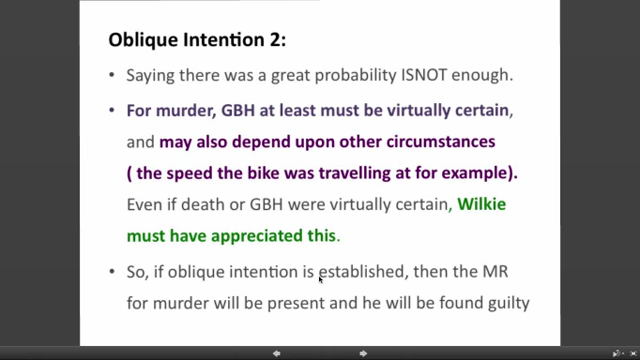 Oblique Intention 2:
• Saying there was a great probability ISNOT enough.
• For murder, GBH at least must be virtually certain,
and may also depend upon other circumstances
( the speed the bike was travelling at for example).
Even if death or GBH were virtually certain, Wilkie
must have appreciated this.
• So, if oblique intention is established, then the MR
for murder will be present and he will be found guilty